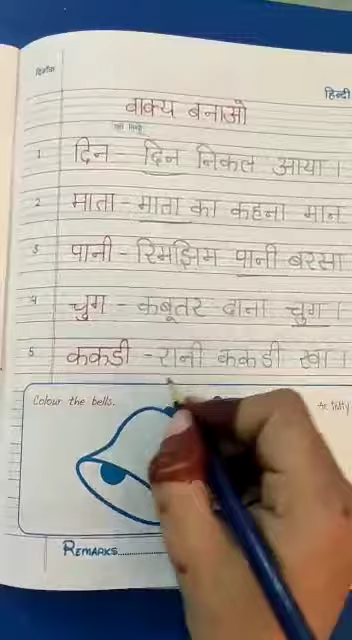 दिनाँक
हिन्दी
वाक्य बनाओ
1 दिन - दिन निकल आया।
2 माता - माता का कहना मान
3 पानी - रिमझिम पानी बरसा
4 चुग - कबूतर दाना चुग।
5 ककडी - रानी ककडी खा।
Colour the bells.
REMARKS